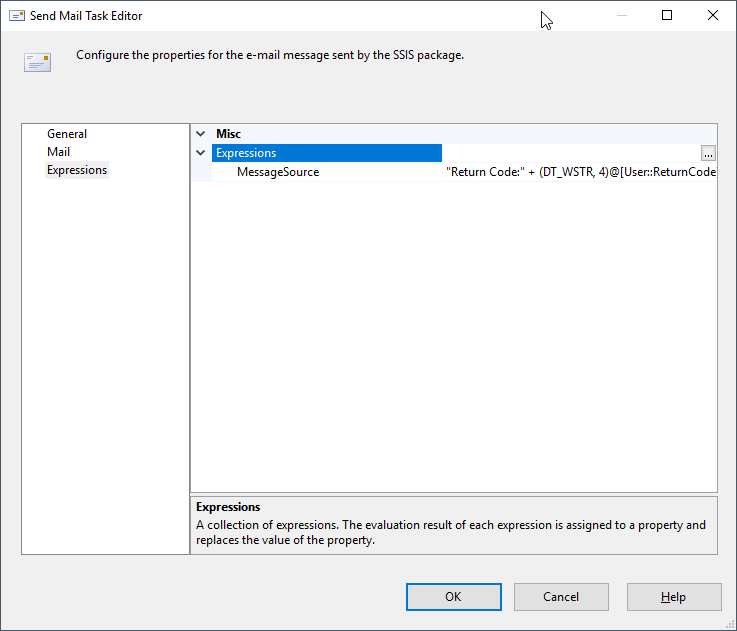 Send Mail Task Editor
Configure the properties for the e-mail message sent by the SSIS package.
General
Mail
Expressions
Misc
Expressions
...
MessageSource "Return Code:" + (DT_WSTR, 4)@[User::ReturnCode
Expressions
A collection of expressions. The evaluation result of each expression is assigned to a property and
replaces the value of the property.
OK Cancel Help